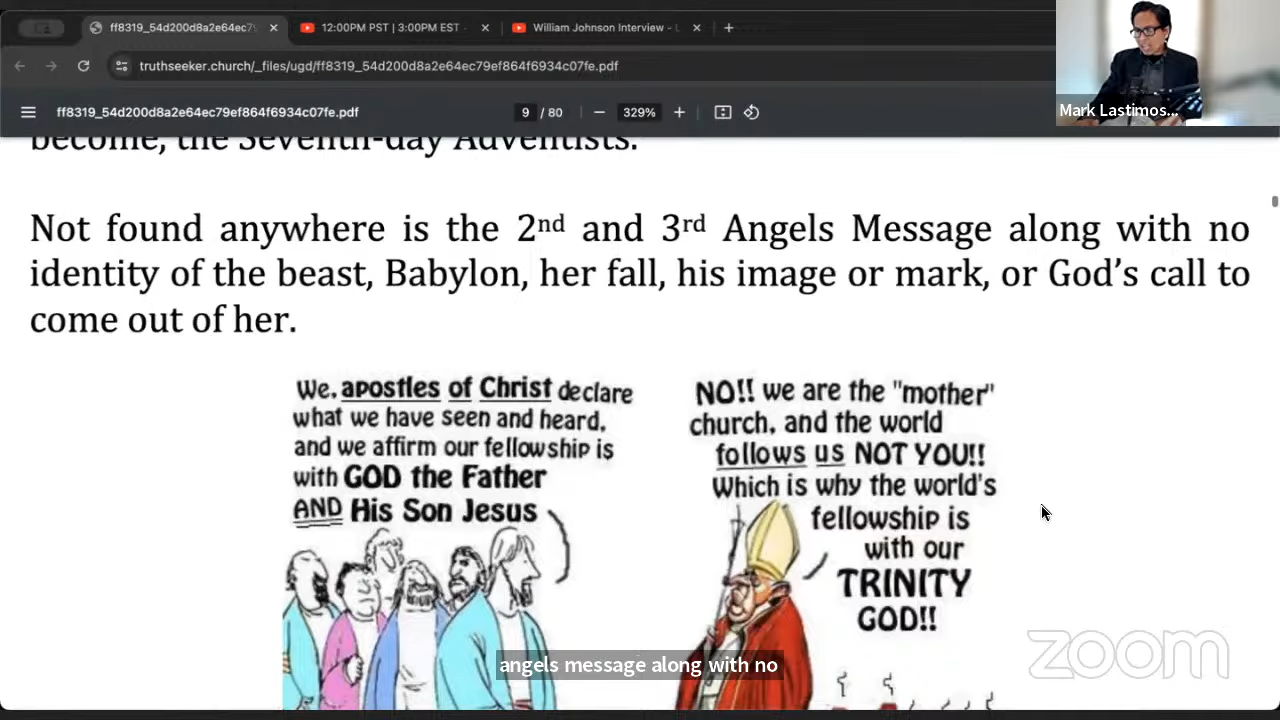 ff8319_54d200d8a2e64ec7
12:00PM PST | 3:00PM EST -
William Johnson Interview - L
truthseeker.church/_files/ugd/ff8319_54d200d8a2e64ec79ef864f6934c07fe.pdf
ff8319_54d200d8a2e64ec79ef864f6934c07fe.pdf
9 / 80
329%
Mark Lastimos...
become, the Seventh-day Adventists.
Not found anywhere is the 2nd and 3rd Angels Message along with no
identity of the beast, Babylon, her fall, his image or mark, or God’s call to
come out of her.
We, apostles of Christ declare
what we have seen and heard,
and we affirm our fellowship is
with GOD the Father
AND His Son Jesus
NO!! we are the "mother"
church, and the world
follows us NOT YOU!!
Which is why the world's
fellowship is
with our
TRINITY
GOD!!
angels message along with no
zoom